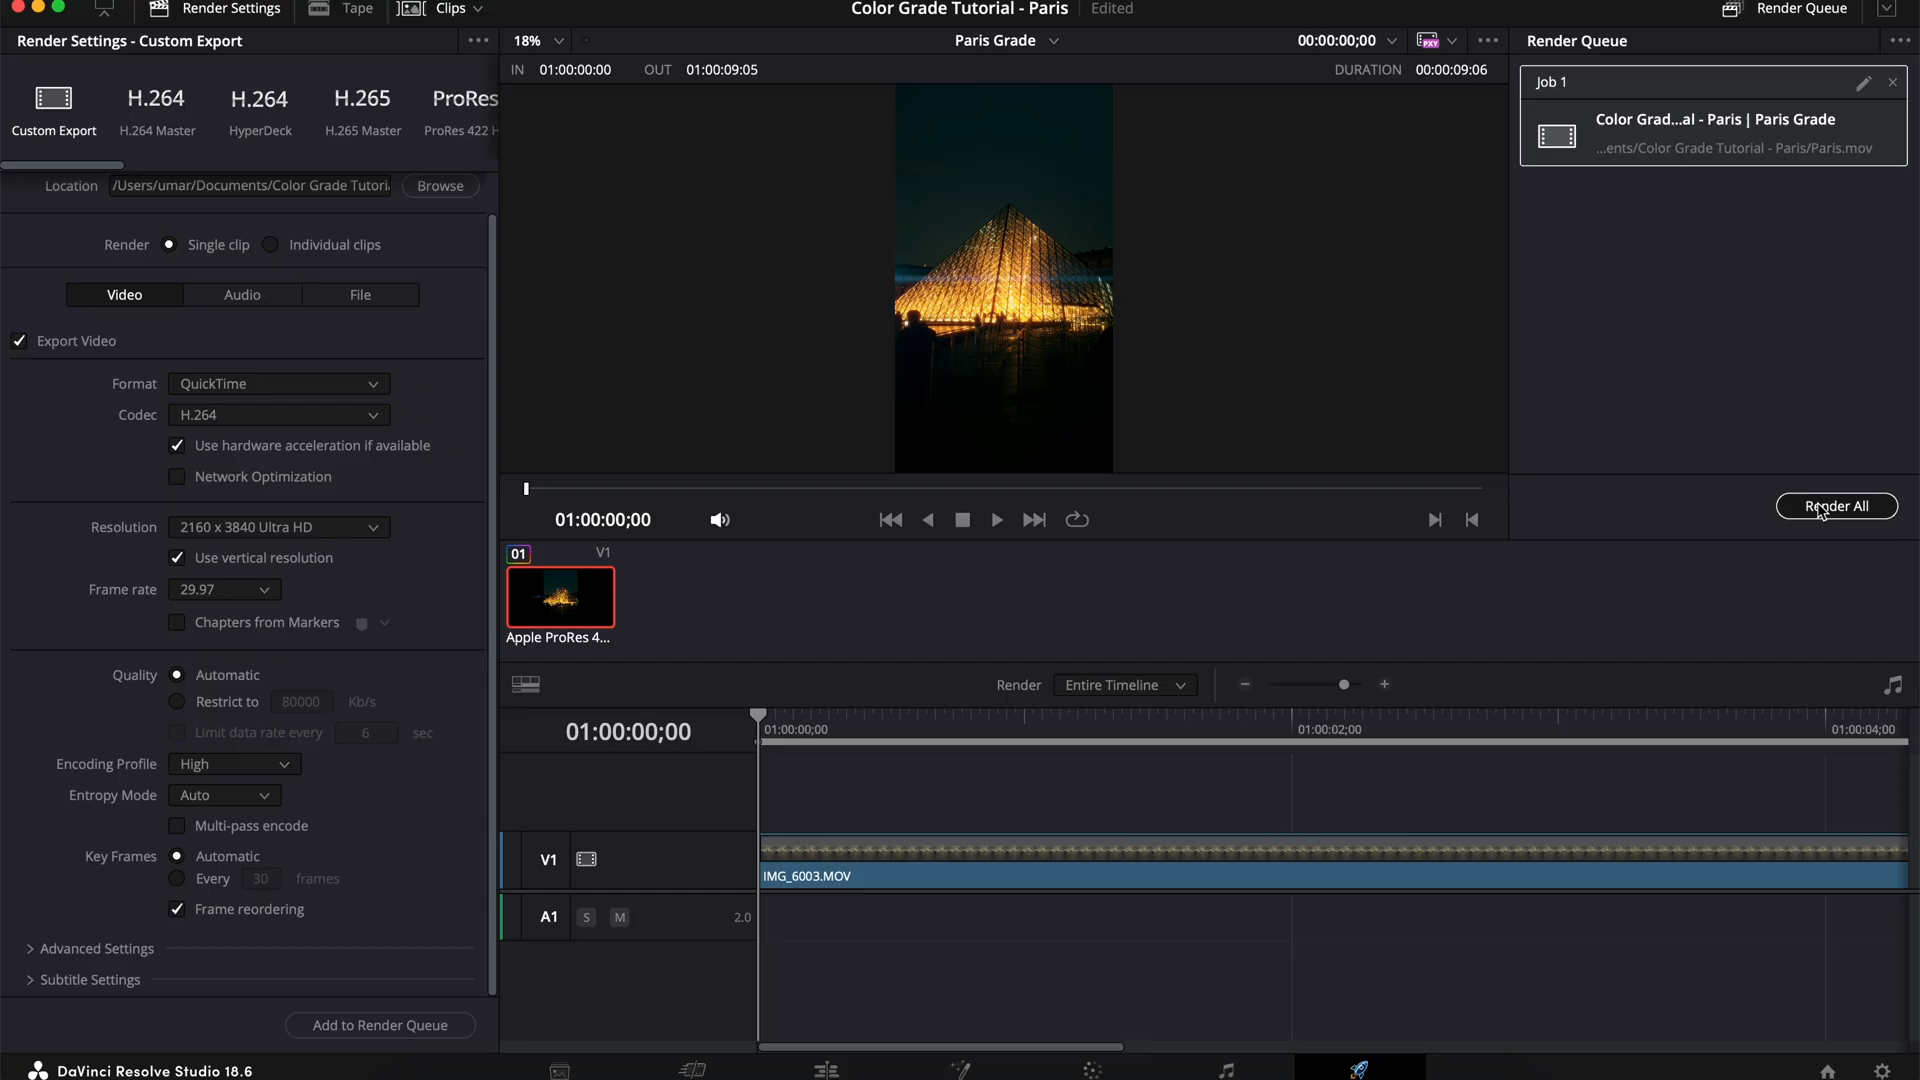 Render Settings
Tape
Clips
Color Grade Tutorial - Paris
Edited
Render Queue
Render Settings - Custom Export
18%
Paris Grade
00:00:00;00
PXY
Render Queue
IN 01:00:00:00 OUT 01:00:09:05
DURATION 00:00:09:06
H.264 H.264 H.265 ProRes
Custom Export H.264 Master HyperDeck H.265 Master ProRes 422 H
Job 1
Color Grad...al - Paris | Paris Grade
...ents/Color Grade Tutorial - Paris/Paris.mov
Location /Users/umar/Documents/Color Grade Tutori
Browse
Render Single clip Individual clips
Video Audio File
Export Video
Format QuickTime
Codec H.264
Use hardware acceleration if available
Network Optimization
Resolution 2160 x 3840 Ultra HD
Use vertical resolution
Frame rate 29.97
Chapters from Markers
Quality Automatic
Restrict to 80000 Kb/s
Limit data rate every 6 sec
Encoding Profile High
Entropy Mode Auto
Multi-pass encode
Key Frames Automatic
Every 30 frames
Frame reordering
Advanced Settings
Subtitle Settings
Add to Render Queue
01:00:00;00
Render All
01 V1
Apple ProRes 4...
Render Entire Timeline
01:00:00;00
01:00:00;00 01:00:02;00 01:00:04;00
V1
IMG_6003.MOV
A1 S M 2.0
DaVinci Resolve Studio 18.6